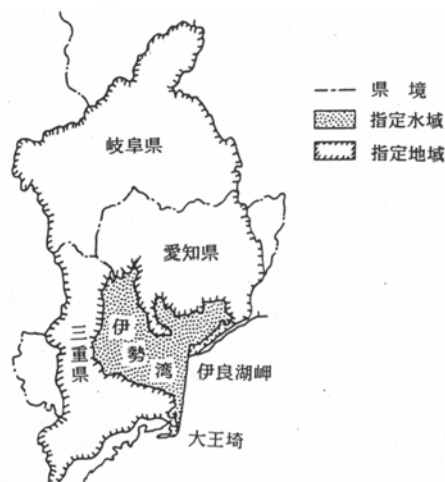 県 境
指定水域
指定地域
岐阜県
愛知県
三重県
伊勢湾
伊良湖岬
大王埼